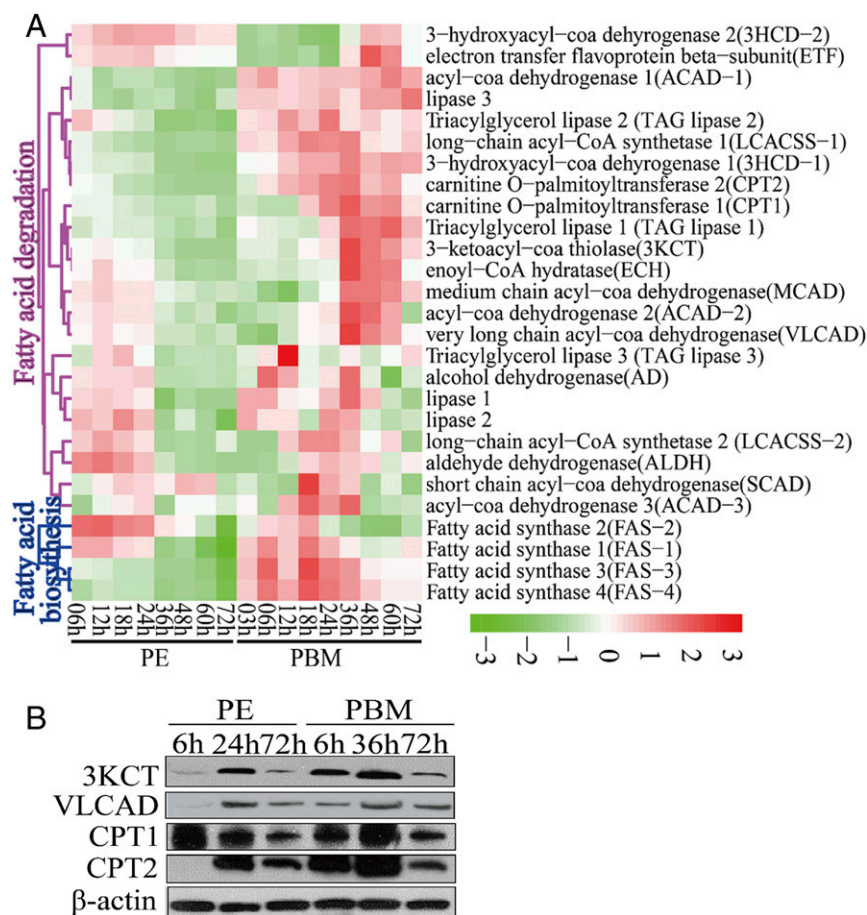 A
3-hydroxyacyl-coa dehyrogenase 2(3HCD-2)
electron transfer flavoprotein beta-subunit(ETF)
acyl-coa dehydrogenase 1(ACAD-1)
lipase 3
Triacylglycerol lipase 2 (TAG lipase 2)
long-chain acyl-CoA synthetase 1(LCACSS-1)
3-hydroxyacyl-coa dehyrogenase 1(3HCD-1)
carnitine O-palmitoyltransferase 2(CPT2)
carnitine O-palmitoyltransferase 1(CPT1)
Triacylglycerol lipase 1 (TAG lipase 1)
3-ketoacyl-coa thiolase(3KCT)
enoyl-CoA hydratase(ECH)
medium chain acyl-coa dehydrogenase(MCAD)
acyl-coa dehydrogenase 2(ACAD-2)
very long chain acyl-coa dehydrogenase(VLCAD)
Triacylglycerol lipase 3 (TAG lipase 3)
alcohol dehydrogenase(AD)
lipase 1
lipase 2
long-chain acyl-CoA synthetase 2 (LCACSS-2)
aldehyde dehydrogenase(ALDH)
short chain acyl-coa dehydrogenase(SCAD)
acyl-coa dehydrogenase 3(ACAD-3)
Fatty acid synthase 2(FAS-2)
Fatty acid synthase 1(FAS-1)
Fatty acid synthase 3(FAS-3)
Fatty acid synthase 4(FAS-4)
Fatty acid degradation
Fatty acid
biosythesis
06h 12h 18h 24h 36h 48h 60h 72h 03h 06h 12h 18h 24h 36h 48h 60h 72h
PE PBM
-3 -2 -1 0 1 2 3
B
PE PBM
6h 24h 72h 6h 36h 72h
3KCT
VLCAD
CPT1
CPT2
β-actin